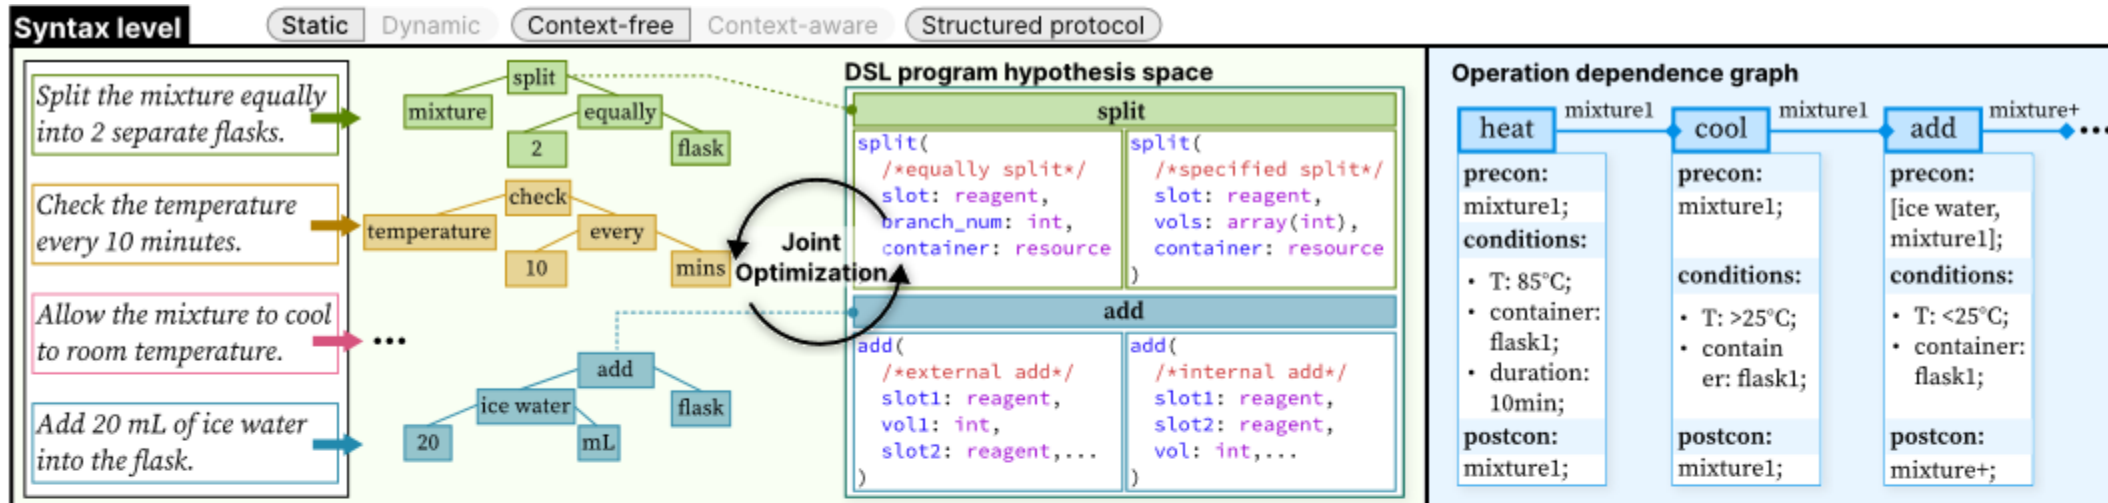 Syntax level
Static Dynamic Context-free Context-aware Structured protocol
Split the mixture equally
into 2 separate flasks.
Check the temperature
every 10 minutes.
Allow the mixture to cool
to room temperature.
Add 20 mL of ice water
into the flask.
split
mixture equally
2 flask
check
temperature every
10 mins
•••
add
ice water flask
20 mL
Joint
Optimization
DSL program hypothesis space
split
split(
/*equally split*/
slot: reagent,
branch_num: int,
container: resource
split(
/*specified split*/
slot: reagent,
vols: array(int),
container: resource
)
add
add(
/*external add*/
slot1: reagent,
vol1: int,
slot2: reagent,...
)
add(
/*internal add*/
slot1: reagent,
slot2: reagent,
vol: int,...
)
Operation dependence graph
heat mixture1 cool mixture1 add mixture+ •••
precon:
mixture1;
conditions:
• T: 85°C;
• container:
flask1;
• duration:
10min;
postcon:
mixture1;
precon:
mixture1;
conditions:
• T: >25°C;
• contain
er: flask1;
postcon:
mixture1;
precon:
[ice water,
mixture1];
conditions:
• T: <25°C;
• container:
flask1;
postcon:
mixture+;